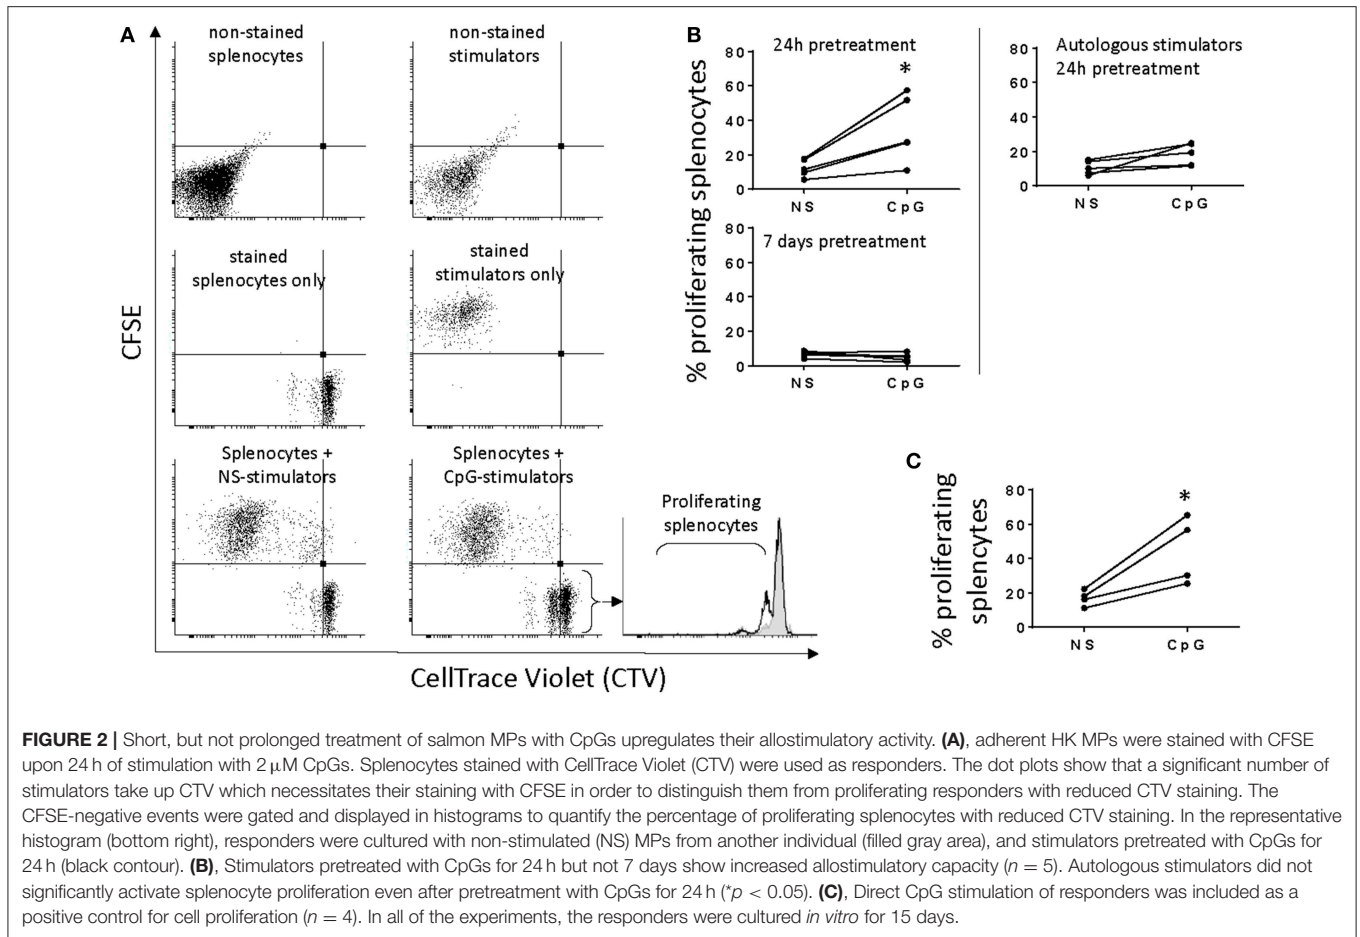 A
non-stained
splenocytes
non-stained
stimulators
stained
splenocytes only
stained
stimulators only
Splenocytes +
NS-stimulators
Splenocytes +
CpG-stimulators
Proliferating
splenocytes
CFSE
CellTrace Violet (CTV)
B
% proliferating splenocytes
24h pretreatment
80
60
40
20
0
*
NS
CpG
Autologous stimulators
24h pretreatment
80
60
40
20
0
NS
CpG
7 days pretreatment
80
60
40
20
0
NS
CpG
C
% proliferating
splencytes
80
60
40
20
0
*
NS
CpG
FIGURE 2 | Short, but not prolonged treatment of salmon MPs with CpGs upregulates their allostimulatory activity. (A), adherent HK MPs were stained with CFSE
upon 24 h of stimulation with 2 μM CpGs. Splenocytes stained with CellTrace Violet (CTV) were used as responders. The dot plots show that a significant number of
stimulators take up CTV which necessitates their staining with CFSE in order to distinguish them from proliferating responders with reduced CTV staining. The
CFSE-negative events were gated and displayed in histograms to quantify the percentage of proliferating splenocytes with reduced CTV staining. In the representative
histogram (bottom right), responders were cultured with non-stimulated (NS) MPs from another individual (filled gray area), and stimulators pretreated with CpGs for
24 h (black contour). (B), Stimulators pretreated with CpGs for 24 h but not 7 days show increased allostimulatory capacity (n = 5). Autologous stimulators did not
significantly activate splenocyte proliferation even after pretreatment with CpGs for 24 h (*p < 0.05). (C), Direct CpG stimulation of responders was included as a
positive control for cell proliferation (n = 4). In all of the experiments, the responders were cultured in vitro for 15 days.